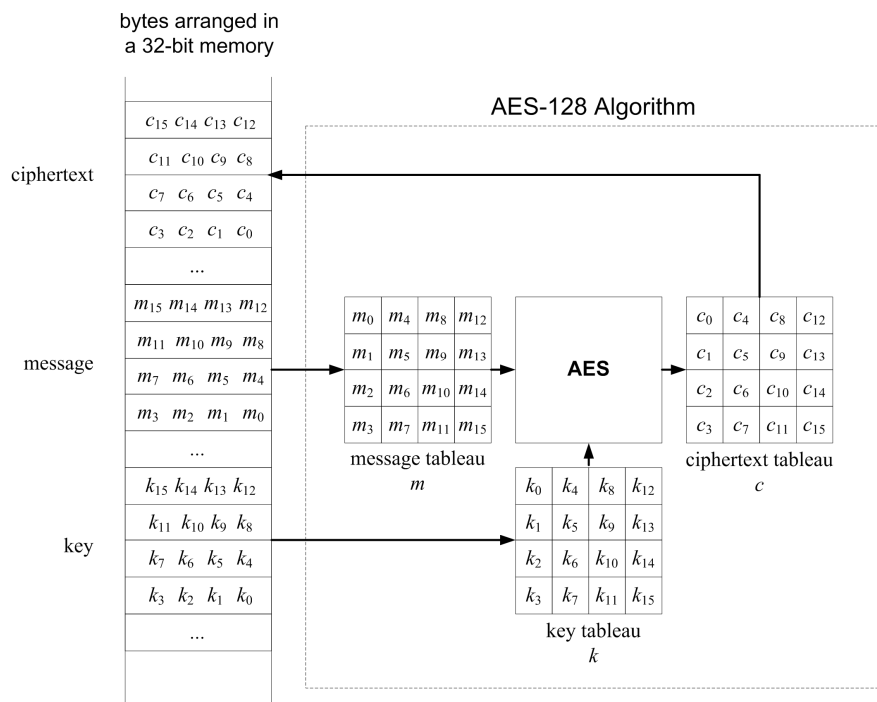 bytes arranged in
a 32-bit memory
AES-128 Algorithm
c15 c14 c13 c12
c11 c10 c9 c8
ciphertext
c7 c6 c5 c4
c3 c2 c1 c0
...
m15 m14 m13 m12
m11 m10 m9 m8
message
m7 m6 m5 m4
m3 m2 m1 m0
...
k15 k14 k13 k12
k11 k10 k9 k8
key
k7 k6 k5 k4
k3 k2 k1 k0
...
m0 m4 m8 m12
m1 m5 m9 m13
m2 m6 m10 m14
m3 m7 m11 m15
message tableau
m
AES
k0 k4 k8 k12
k1 k5 k9 k13
k2 k6 k10 k14
k3 k7 k11 k15
key tableau
k
c0 c4 c8 c12
c1 c5 c9 c13
c2 c6 c10 c14
c3 c7 c11 c15
ciphertext tableau
c